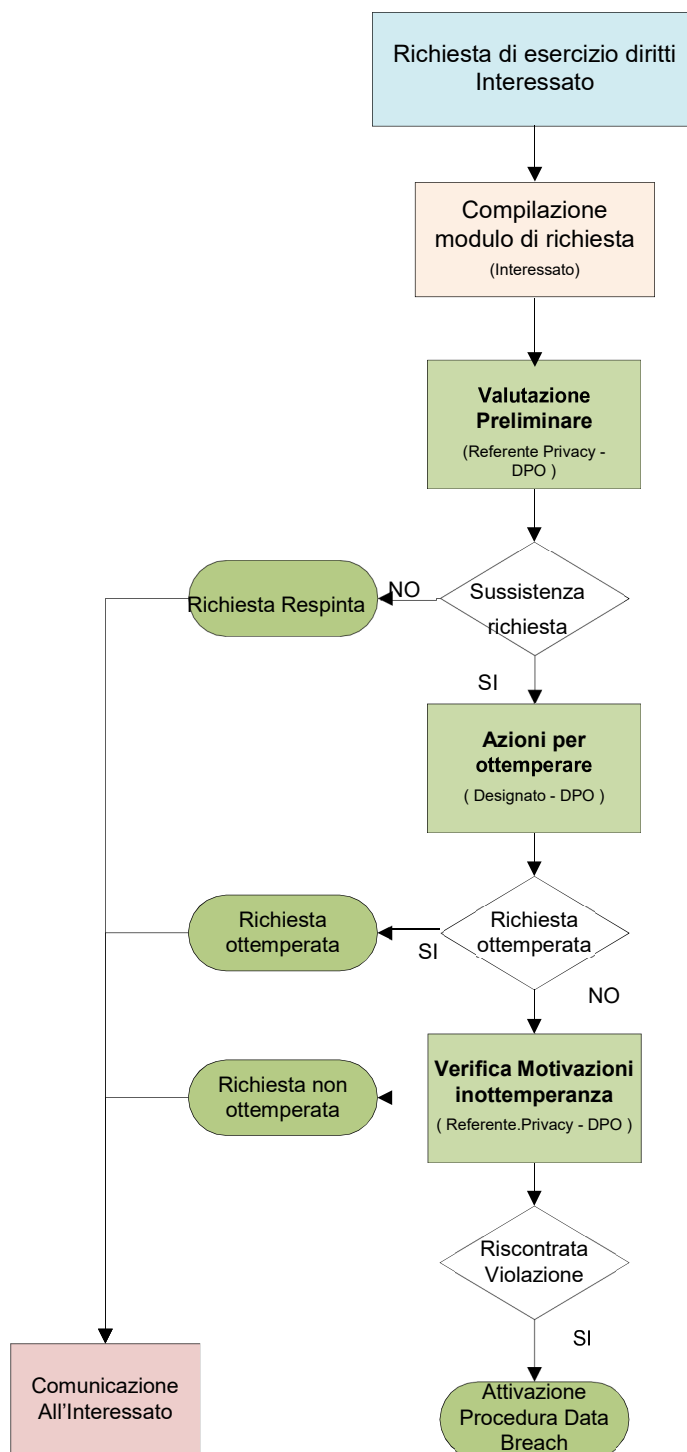 Richiesta di esercizio diritti
Interessato
Compilazione
modulo di richiesta
(Interessato)
Valutazione
Preliminare
(Referente Privacy -
DPO )
Richiesta Respinta
NO
Sussistenza
richiesta
SI
Azioni per
ottemperare
( Designato - DPO )
Richiesta
ottemperata
SI
Richiesta
ottemperata
NO
Verifica Motivazioni
inottemperanza
( Referente.Privacy - DPO )
Richiesta non
ottemperata
Riscontrata
Violazione
SI
Comunicazione
All’Interessato
Attivazione
Procedura Data
Breach